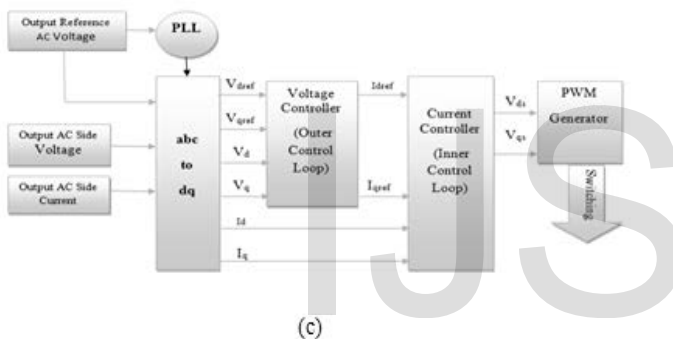 Output Reference
AC Voltage
PLL
Output AC Side
Voltage
Output AC Side
Current
abc
to
dq
Vdref
Vqref
Vd
Vq
Id
Iq
Voltage
Controller
(Outer
Control
Loop)
Idref
Iqref
Current
Controller
(Inner
Control
Loop)
Vds
Vqs
PWM
Generator
Switching
IJS
(c)